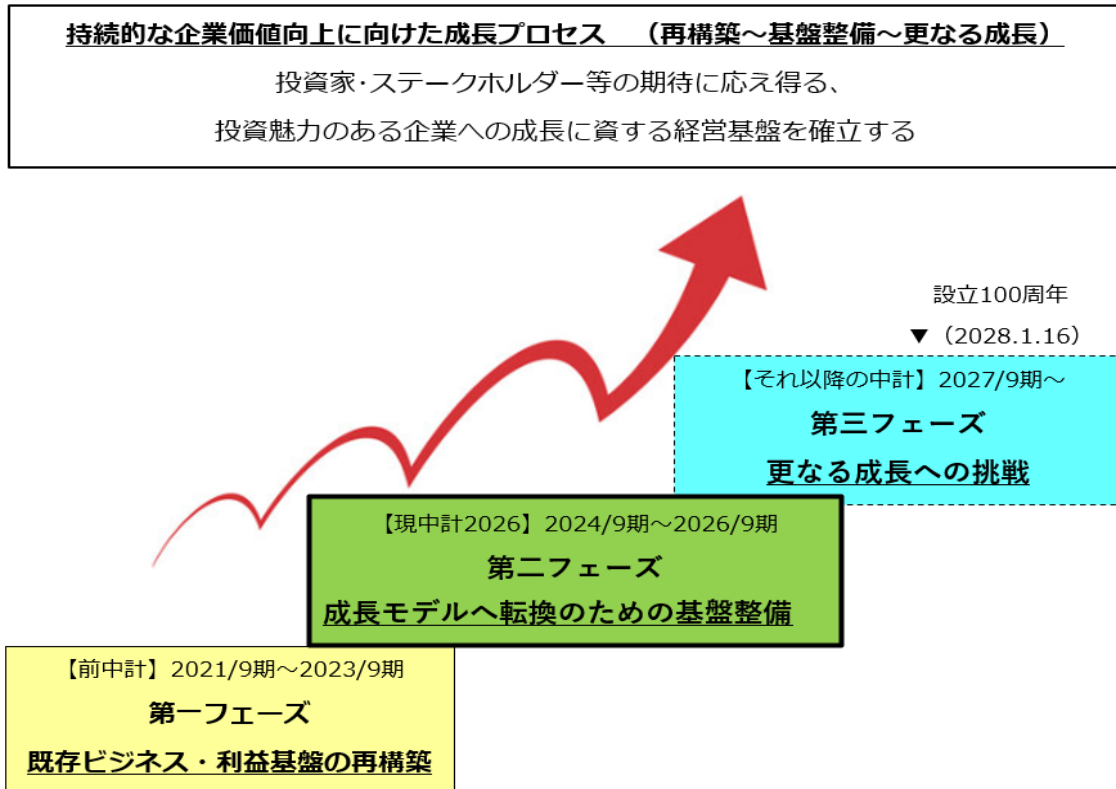 持続的な企業価値向上に向けた成長プロセス　（再構築～基盤整備～更なる成長）
投資家･ステークホルダー等の期待に応え得る、
投資魅力のある企業への成長に資する経営基盤を確立する
設立100周年
▼（2028.1.16）
【それ以降の中計】2027/9期～
第三フェーズ
更なる成長への挑戦
【現中計2026】2024/9期～2026/9期
第二フェーズ
成長モデルへ転換のための基盤整備
【前中計】2021/9期～2023/9期
第一フェーズ
既存ビジネス・利益基盤の再構築